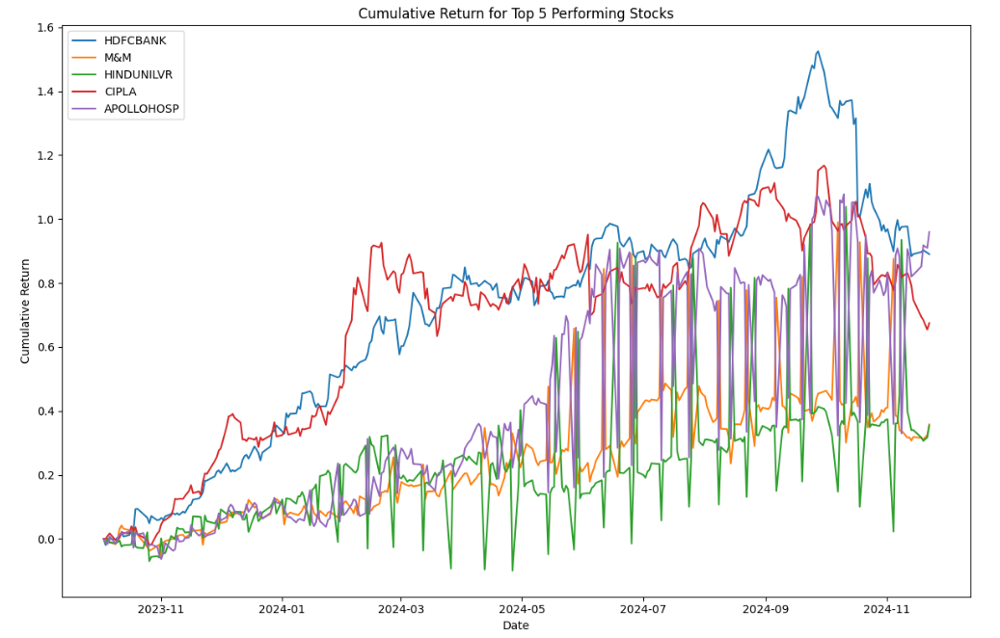 Cumulative Return for Top 5 Performing Stocks
HDFCBANK
M&M
HINDUNILVR
CIPLA
APOLLOHOSP
1.6
1.4
1.2
1.0
0.8
0.6
0.4
0.2
0.0
Cumulative Return
2023-11 2024-01 2024-03 2024-05 2024-07 2024-09 2024-11
Date